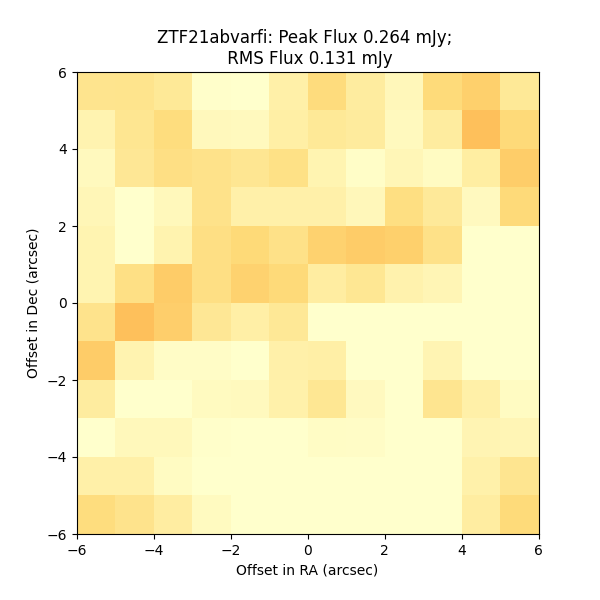 ZTF21abvarfi: Peak Flux 0.264 mJy;
RMS Flux 0.131 mJy
6
4
2
0
−2
−4
−6
Offset in Dec (arcsec)
−6 −4 −2 0 2 4 6
Offset in RA (arcsec)